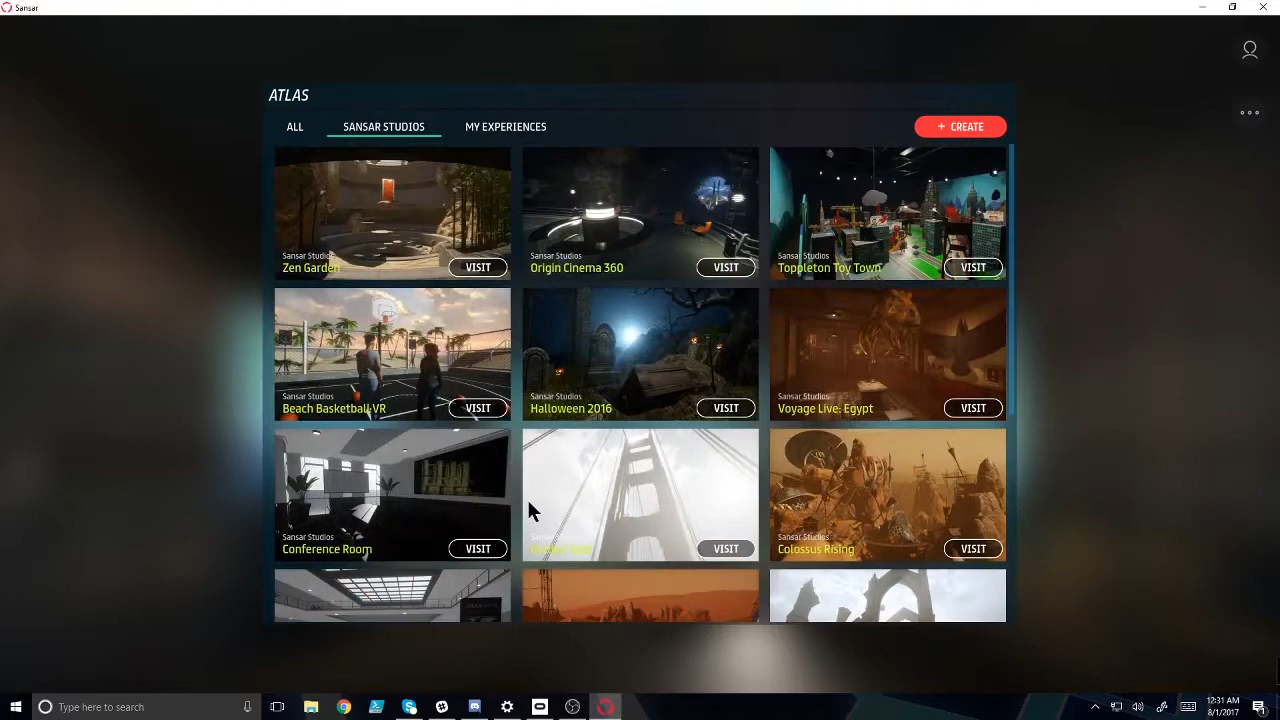 Sansar
ATLAS
ALL
SANSAR STUDIOS
MY EXPERIENCES
+ CREATE
Sansar Studios
Zen Garden
VISIT
Sansar Studios
Origin Cinema 360
VISIT
Sansar Studios
Toppleton Toy Town
VISIT
Sansar Studios
Beach Basketball VR
VISIT
Sansar Studios
Halloween 2016
VISIT
Sansar Studios
Voyage Live: Egypt
VISIT
Sansar Studios
Conference Room
VISIT
VISIT
Sansar Studios
Colossus Rising
VISIT
Type here to search
12:31 AM
8/1/2017